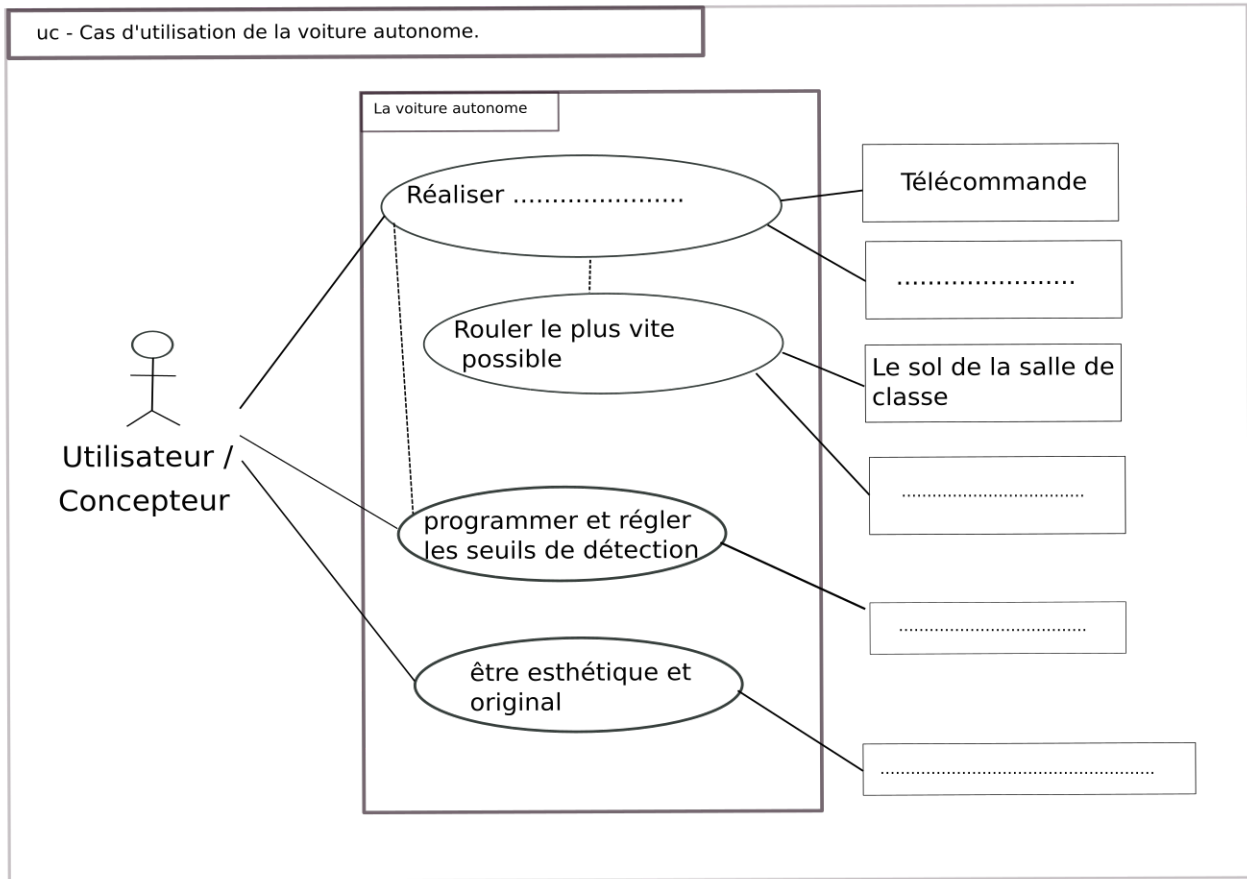 uc - Cas d'utilisation de la voiture autonome.
La voiture autonome
Réaliser ......................
Télécommande
.......................
Rouler le plus vite
possible
Le sol de la salle de
classe
....................................
Utilisateur /
Concepteur
programmer et régler
les seuils de détection
.....................................
être esthétique et
original
......................................................